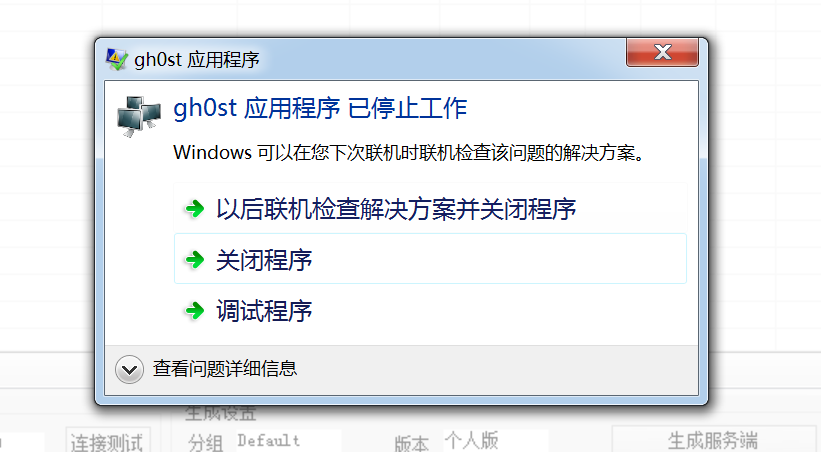 gh0st 应用程序
gh0st 应用程序 已停止工作
Windows 可以在您下次联机时联机检查该问题的解决方案。
以后联机检查解决方案并关闭程序
关闭程序
调试程序
查看问题详细信息
生成设置
连接测试 分组 Default 版本 个人版 生成服务端